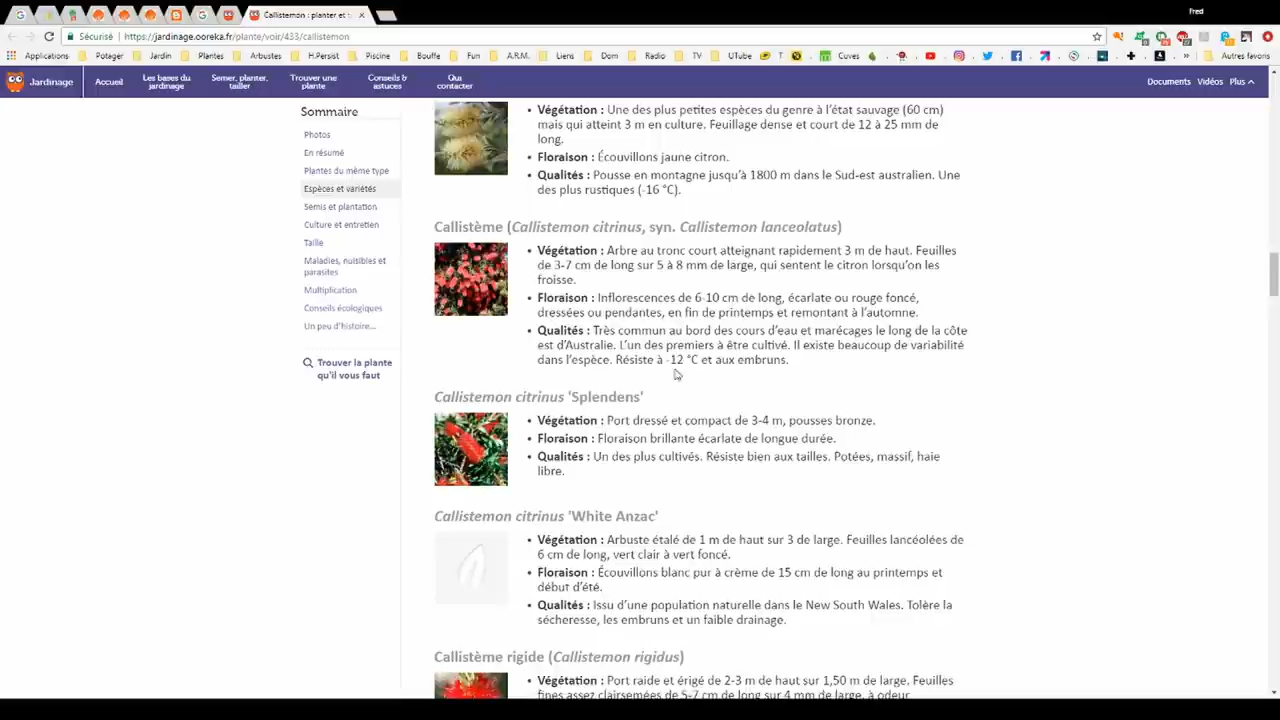 Fred
Callistemon : planter et t
Sécurisé
https://jardinage.ooreka.fr/plante/voir/433/callistemon
Applications
Potager
Jardin
Plantes
Arbustes
H.Persist
Piscine
Bouffe
Fun
A.R.M.
Liens
Dom
Radio
TV
UTube
Cuves
Autres favoris
Jardinage
Accueil
Les bases du
jardinage
Semer, planter,
tailler
Trouver une
plante
Conseils &
astuces
Qui
contacter
Documents
Vidéos
Plus
Sommaire
Photos
En résumé
Plantes du même type
Espèces et variétés
Semis et plantation
Culture et entretien
Taille
Maladies, nuisibles et
parasites
Multiplication
Conseils écologiques
Un peu d'histoire...
Trouver la plante
qu'il vous faut
• Végétation : Une des plus petites espèces du genre à l'état sauvage (60 cm)
mais qui atteint 3 m en culture. Feuillage dense et court de 12 à 25 mm de
long.
• Floraison : Écouvillons jaune citron.
• Qualités : Pousse en montagne jusqu'à 1800 m dans le Sud-est australien. Une
des plus rustiques (-16 °C).
Callistème (Callistemon citrinus, syn. Callistemon lanceolatus)
• Végétation : Arbre au tronc court atteignant rapidement 3 m de haut. Feuilles
de 3-7 cm de long sur 5 à 8 mm de large, qui sentent le citron lorsqu'on les
froisse.
• Floraison : Inflorescences de 6-10 cm de long, écarlate ou rouge foncé,
dressées ou pendantes, en fin de printemps et remontant à l'automne.
• Qualités : Très commun au bord des cours d'eau et marécages le long de la côte
est d'Australie. L'un des premiers à être cultivé. Il existe beaucoup de variabilité
dans l'espèce. Résiste à -12 °C et aux embruns.
Callistemon citrinus 'Splendens'
• Végétation : Port dressé et compact de 3-4 m, pousses bronze.
• Floraison : Floraison brillante écarlate de longue durée.
• Qualités : Un des plus cultivés. Résiste bien aux tailles. Potées, massif, haie
libre.
Callistemon citrinus 'White Anzac'
• Végétation : Arbuste étalé de 1 m de haut sur 3 de large. Feuilles lancéolées de
6 cm de long, vert clair à vert foncé.
• Floraison : Écouvillons blanc pur à crème de 15 cm de long au printemps et
début d'été.
• Qualités : Issu d'une population naturelle dans le New South Wales. Tolère la
sécheresse, les embruns et un faible drainage.
Callistème rigide (Callistemon rigidus)
• Végétation : Port raide et érigé de 2-3 m de haut sur 1,50 m de large. Feuilles
fines assez clairsemées de 5-7 cm de long sur 4 mm de large, à odeur